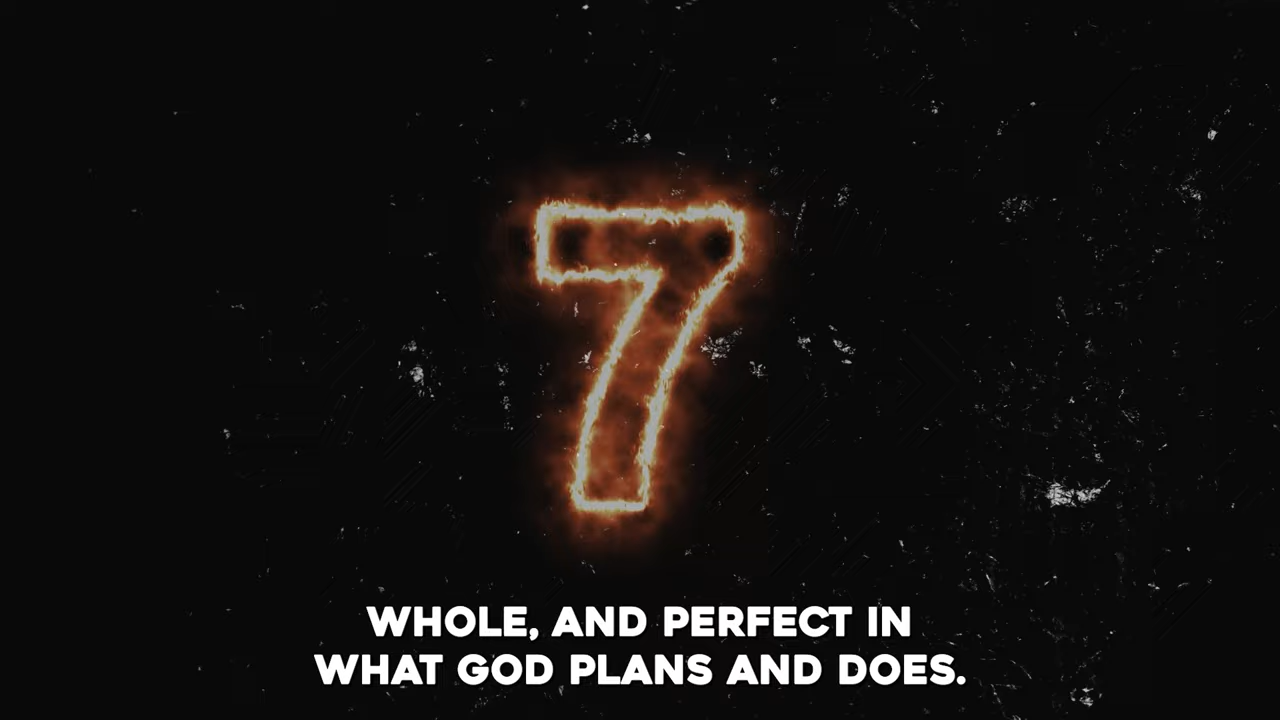 7
WHOLE, AND PERFECT IN
WHAT GOD PLANS AND DOES.